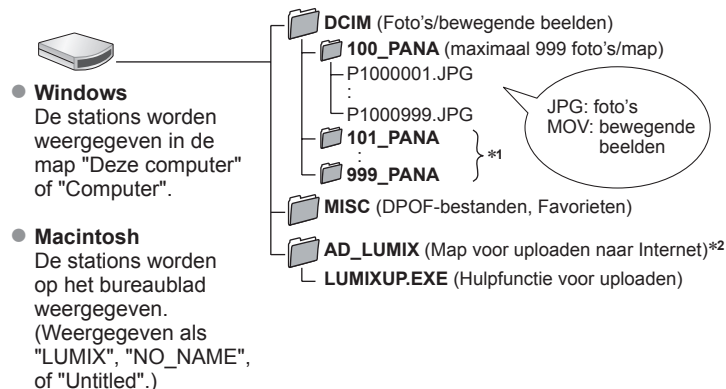 ● Windows
De stations worden
weergegeven in de
map "Deze computer"
of "Computer".
● Macintosh
De stations worden
op het bureaublad
weergegeven.
(Weergegeven als
"LUMIX", "NO_NAME",
of "Untitled".)
DCIM (Foto's/bewegende beelden)
100_PANA (maximaal 999 foto's/map)
P1000001.JPG
:
P1000999.JPG
101_PANA
:
999_PANA
*1
JPG: foto's
MOV: bewegende
beelden
MISC (DPOF-bestanden, Favorieten)
AD_LUMIX (Map voor uploaden naar Internet)*2
LUMIXUP.EXE (Hulpfunctie voor uploaden)